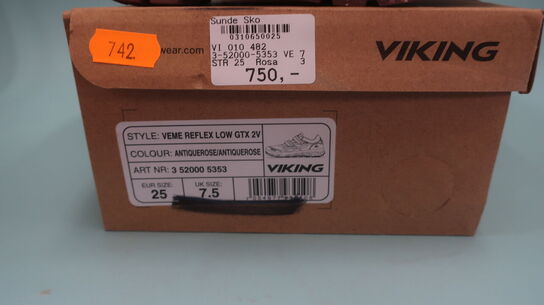 742
wear.com
Sunde Sko
0310650025
VI 010 482
3-52000-5353 VE 7
STR 25 Rosa 3
750,-
VIKING
STYLE: VEME REFLEX LOW GTX 2V
COLOUR: ANTIQUEROSE/ANTIQUEROSE
ART NR: 3 52000 5353
VIKING
EUR SIZE: UK SIZE:
25 7.5